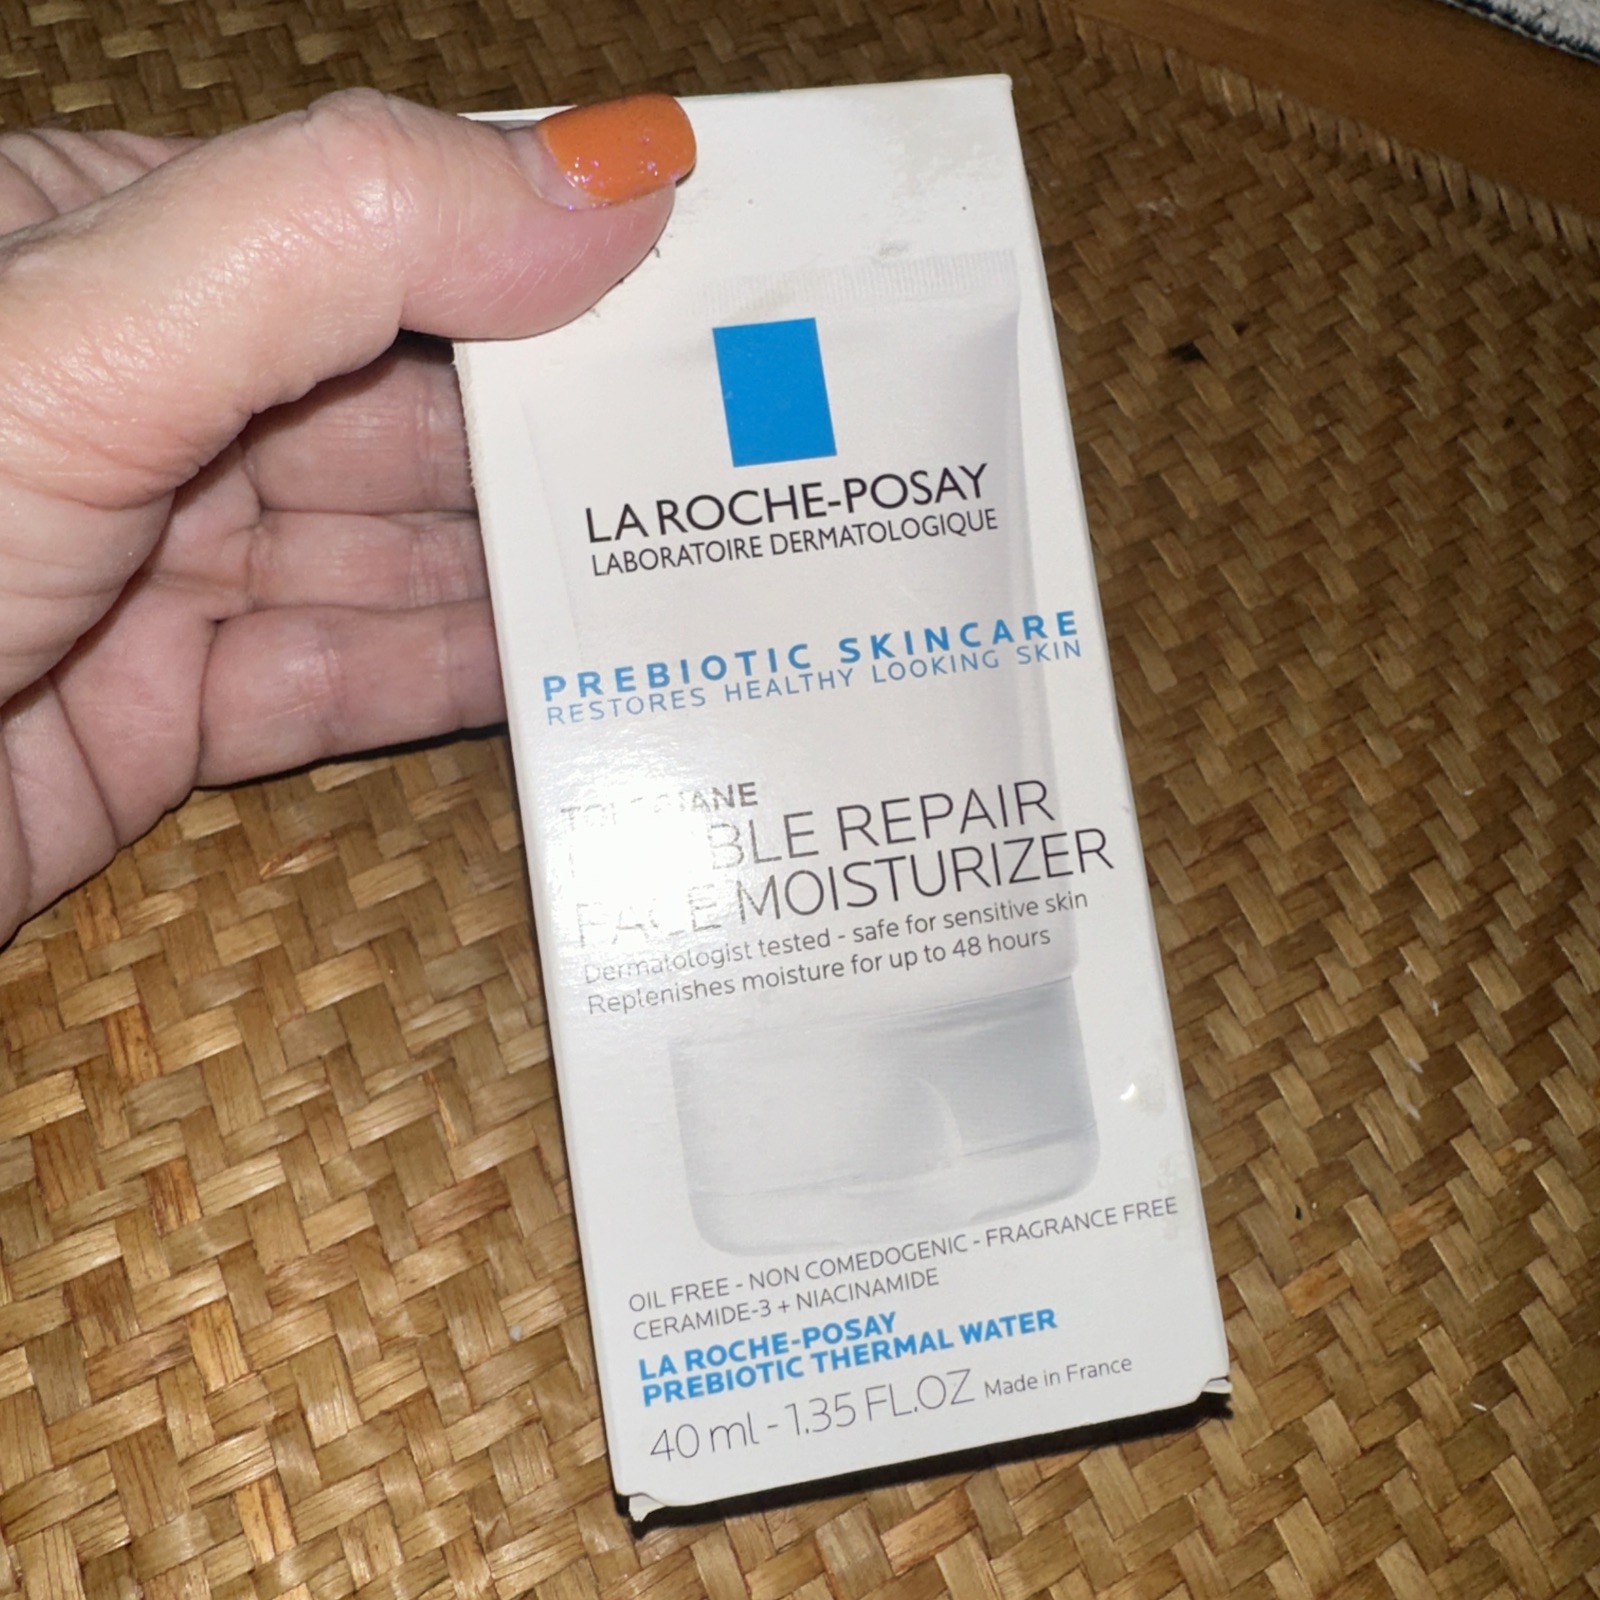 LA ROCHE-POSAY
LABORATOIRE DERMATOLOGIQUE
PREBIOTIC SKINCARE
RESTORES HEALTHY LOOKING SKIN
REPAIR
FACE MOISTURIZER
Dermatologist tested - safe for sensitive skin
Replenishes moisture for up to 48 hours
OIL FREE - NON COMEDOGENIC - FRAGRANCE FREE
CERAMIDE-3 + NIACINAMIDE
LA ROCHE-POSAY
PREBIOTIC THERMAL WATER
40 ml - 1.35 FL.OZ Made in France